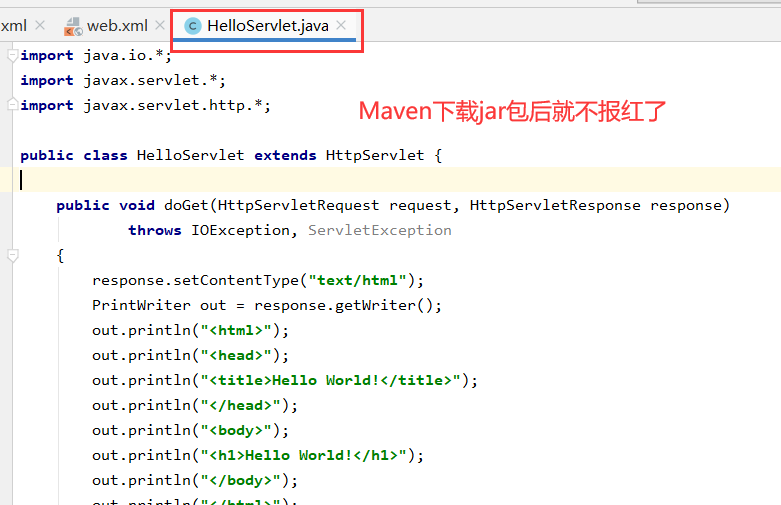 xml web.xml HelloServlet.java
import java.io.*;
import javax.servlet.*;
import javax.servlet.http.*;
Maven下载jar包后就不报红了
public class HelloServlet extends HttpServlet {
public void doGet(HttpServletRequest request, HttpServletResponse response)
throws IOException, ServletException
{
response.setContentType("text/html");
PrintWriter out = response.getWriter();
out.println("<html>");
out.println("<head>");
out.println("<title>Hello World!</title>");
out.println("</head>");
out.println("<body>");
out.println("<h1>Hello World!</h1>");
out.println("</body>");
out.println("</html>");